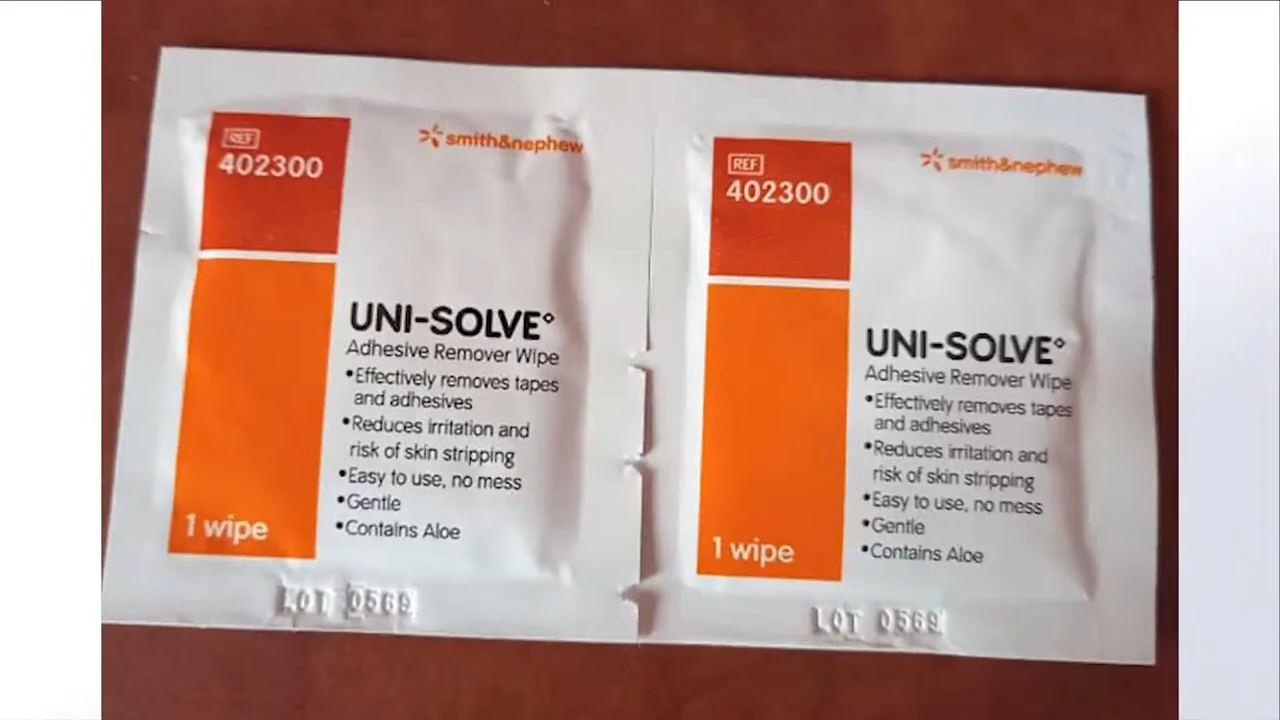 REF
402300
smith&nephew
UNI-SOLVE◇
Adhesive Remover Wipe
•Effectively removes tapes
and adhesives
•Reduces irritation and
risk of skin stripping
•Easy to use, no mess
•Gentle
•Contains Aloe
1 wipe
LOT 0569
REF
402300
smith&nephew
UNI-SOLVE◇
Adhesive Remover Wipe
•Effectively removes tapes
and adhesives
•Reduces irritation and
risk of skin stripping
•Easy to use, no mess
•Gentle
•Contains Aloe
1 wipe
LOT 0569